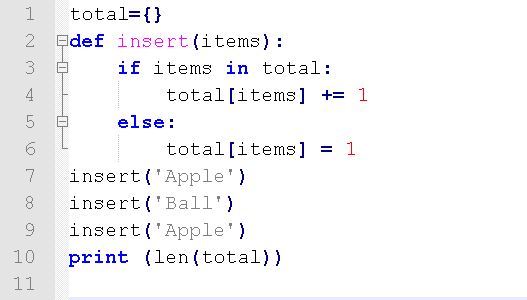 1 total={}
2 def insert(items):
3     if items in total:
4         total[items] += 1
5     else:
6         total[items] = 1
7 insert('Apple')
8 insert('Ball')
9 insert('Apple')
10 print (len(total))
11